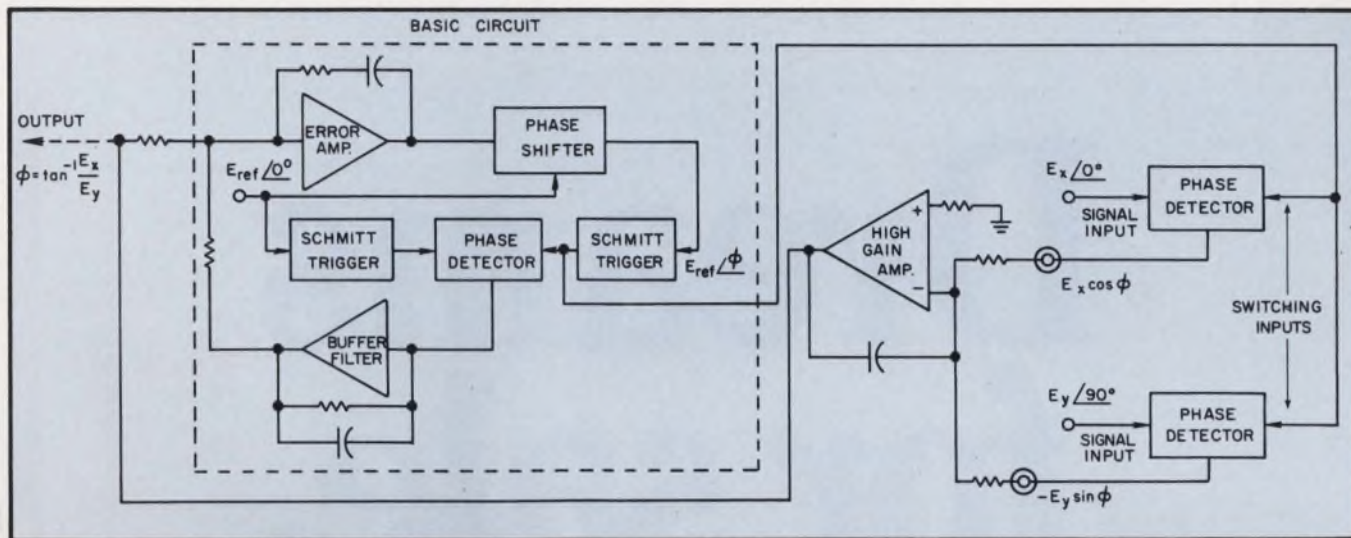 BASIC CIRCUIT
OUTPUT
ϕ = tan⁻¹ Ex/Ey
ERROR
AMP.
PHASE
SHIFTER
Eref/0°
SCHMITT
TRIGGER
PHASE
DETECTOR
SCHMITT
TRIGGER
Eref/ϕ
BUFFER
FILTER
+
HIGH
GAIN
AMP.
−
Ex/0°
SIGNAL
INPUT
PHASE
DETECTOR
Ex cos ϕ
SWITCHING
INPUTS
Ey/90°
SIGNAL
INPUT
PHASE
DETECTOR
-Ey sin ϕ